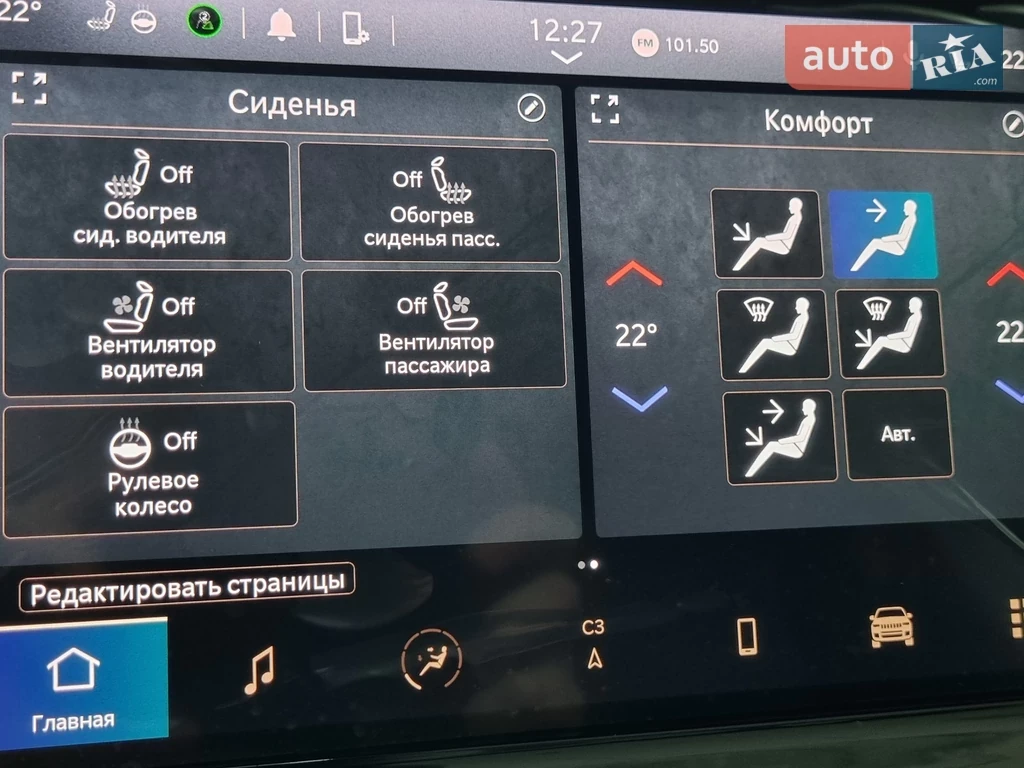 22°
12:27
FM 101.50
auto RIA
.com
22
Сиденья
Off
Обогрев
сид. водителя
Off
Обогрев
сиденья пасс.
Off
Вентилятор
водителя
Off
Вентилятор
пассажира
Off
Рулевое
колесо
Комфорт
22°
22
Авт.
Редактировать страницы
Главная
СЗ